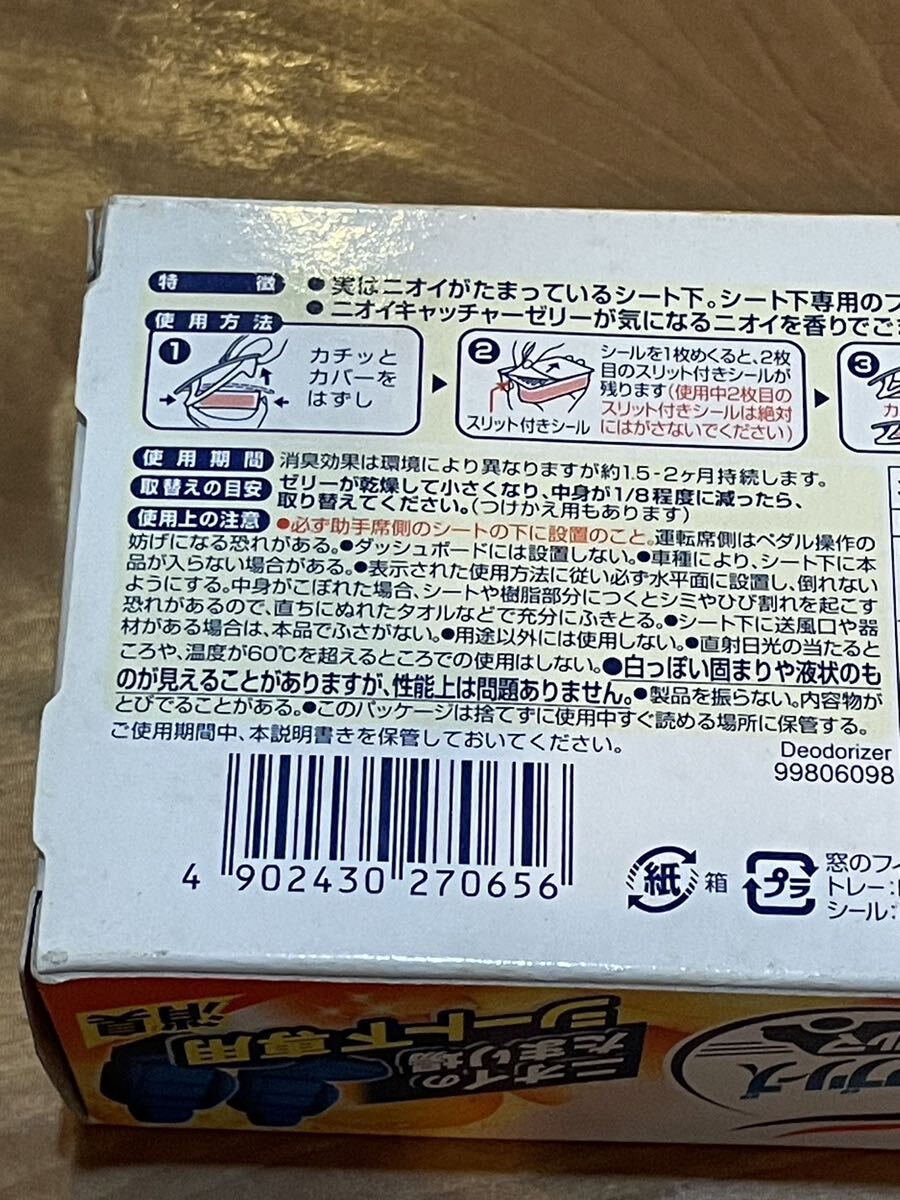 特徴
●実はニオイがたまっているシート下。シート下専用のフ
●ニオイキャッチャーゼリーが気になるニオイを香りでご
使用方法
1
カチッと
カバーを
はずし
2
スリット付きシール
シールを1枚めくると、2枚
目のスリット付きシールが
残ります(使用中2枚目の
スリット付きシールは絶対
にはがさないでください)
3
カ
使用期間 消臭効果は環境により異なりますが約1.5-2ヶ月持続します。
取替えの目安 ゼリーが乾燥して小さくなり、中身が1/8程度に減ったら、
取り替えてください。(つけかえ用もあります)
使用上の注意 ●必ず助手席側のシートの下に設置のこと。運転席側はペダル操作の
妨げになる恐れがある。●ダッシュボードには設置しない。●車種により、シート下に本
品が入らない場合がある。●表示された使用方法に従い必ず水平面に設置し、倒れない
ようにする。中身がこぼれた場合、シートや樹脂部分につくとシミやひび割れを起こす
恐れがあるので、直ちにぬれたタオルなどで充分にふきとる。●シート下に送風口や器
材がある場合は、本品でふさがない。●用途以外には使用しない。●直射日光の当たると
ころや、温度が60℃を超えるところでの使用はしない。●白っぽい固まりや液状のも
のが見えることがありますが、性能上は問題ありません。●製品を振らない。内容物が
とびでることがある。●このパッケージは捨てずに使用中すぐ読める場所に保管する。
ご使用期間中、本説明書きを保管しておいてください。
Deodorizer
99806098
4 902430 270656
紙 箱
プラ
窓のフィ
トレー:
シール:
消臭
シート下専用
ニオイの
たまり場
ブリーズ
ルマ